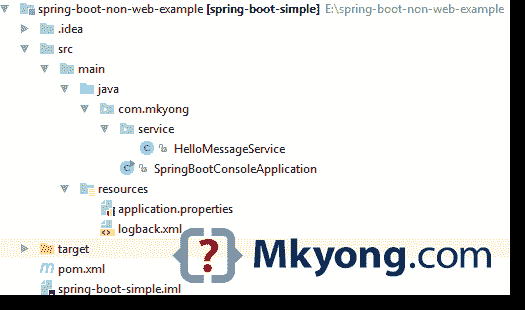 spring-boot-non-web-example [spring-boot-simple] E:\spring-boot-non-web-example
.idea
src
main
java
com.mkyong
service
HelloMessageService
SpringBootConsoleApplication
resources
application.properties
logback.xml
target
pom.xml
spring-boot-simple.iml
{?} Mkyong.com